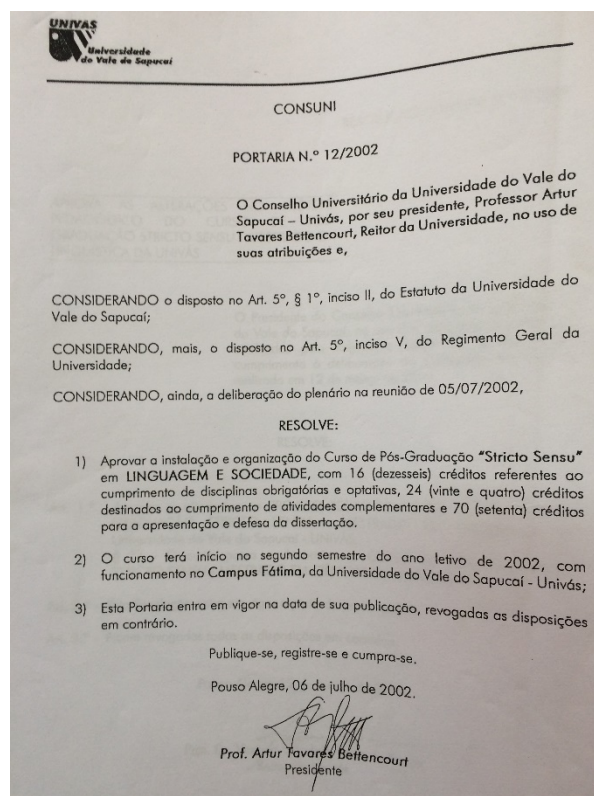 UNIVÁS
Universidade
do Vale do Sapucaí
CONSUNI
PORTARIA N.º 12/2002
O Conselho Universitário da Universidade do Vale do
Sapucaí – Univás, por seu presidente, Professor Artur
Tavares Bettencourt, Reitor da Universidade, no uso de
suas atribuições e,
CONSIDERANDO o disposto no Art. 5º, § 1º, inciso II, do Estatuto da Universidade do
Vale do Sapucaí;
CONSIDERANDO, mais, o disposto no Art. 5º, inciso V, do Regimento Geral da
Universidade;
CONSIDERANDO, ainda, a deliberação do plenário na reunião de 05/07/2002,
RESOLVE:
1) Aprovar a instalação e organização do Curso de Pós-Graduação "Stricto Sensu"
em LINGUAGEM E SOCIEDADE, com 16 (dezesseis) créditos referentes ao
cumprimento de disciplinas obrigatórias e optativas, 24 (vinte e quatro) créditos
destinados ao cumprimento de atividades complementares e 70 (setenta) créditos
para a apresentação e defesa da dissertação.
2) O curso terá início no segundo semestre do ano letivo de 2002, com
funcionamento no Campus Fátima, da Universidade do Vale do Sapucaí - Univás;
3) Esta Portaria entra em vigor na data de sua publicação, revogadas as disposições
em contrário.
Publique-se, registre-se e cumpra-se.
Pouso Alegre, 06 de julho de 2002.
Prof. Artur Tavares Bettencourt
Presidente